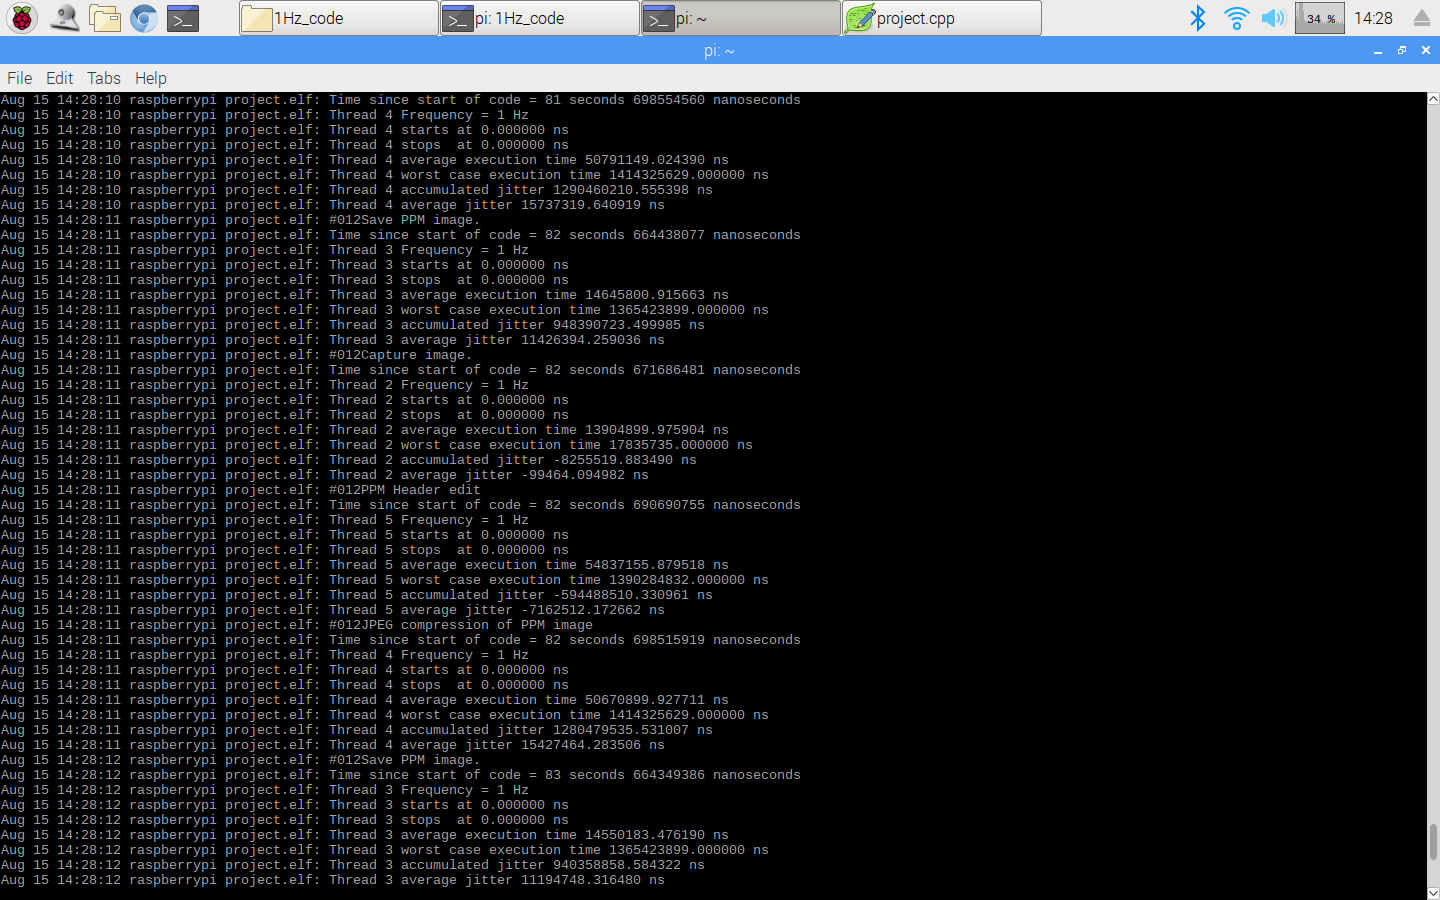 1Hz_code
pi: 1Hz_code
pi: ~
project.cpp
34 %
14:28
pi: ~
File Edit Tabs Help
Aug 15 14:28:10 raspberrypi project.elf: Time since start of code = 81 seconds 698554560 nanoseconds
Aug 15 14:28:10 raspberrypi project.elf: Thread 4 Frequency = 1 Hz
Aug 15 14:28:10 raspberrypi project.elf: Thread 4 starts at 0.000000 ns
Aug 15 14:28:10 raspberrypi project.elf: Thread 4 stops  at 0.000000 ns
Aug 15 14:28:10 raspberrypi project.elf: Thread 4 average execution time 50791149.024390 ns
Aug 15 14:28:10 raspberrypi project.elf: Thread 4 worst case execution time 1414325629.000000 ns
Aug 15 14:28:10 raspberrypi project.elf: Thread 4 accumulated jitter 1290460210.555398 ns
Aug 15 14:28:10 raspberrypi project.elf: Thread 4 average jitter 15737319.640919 ns
Aug 15 14:28:11 raspberrypi project.elf: #012Save PPM image.
Aug 15 14:28:11 raspberrypi project.elf: Time since start of code = 82 seconds 664438077 nanoseconds
Aug 15 14:28:11 raspberrypi project.elf: Thread 3 Frequency = 1 Hz
Aug 15 14:28:11 raspberrypi project.elf: Thread 3 starts at 0.000000 ns
Aug 15 14:28:11 raspberrypi project.elf: Thread 3 stops  at 0.000000 ns
Aug 15 14:28:11 raspberrypi project.elf: Thread 3 average execution time 14645800.915663 ns
Aug 15 14:28:11 raspberrypi project.elf: Thread 3 worst case execution time 1365423899.000000 ns
Aug 15 14:28:11 raspberrypi project.elf: Thread 3 accumulated jitter 948390723.499985 ns
Aug 15 14:28:11 raspberrypi project.elf: Thread 3 average jitter 11426394.259036 ns
Aug 15 14:28:11 raspberrypi project.elf: #012Capture image.
Aug 15 14:28:11 raspberrypi project.elf: Time since start of code = 82 seconds 671686481 nanoseconds
Aug 15 14:28:11 raspberrypi project.elf: Thread 2 Frequency = 1 Hz
Aug 15 14:28:11 raspberrypi project.elf: Thread 2 starts at 0.000000 ns
Aug 15 14:28:11 raspberrypi project.elf: Thread 2 stops  at 0.000000 ns
Aug 15 14:28:11 raspberrypi project.elf: Thread 2 average execution time 13904899.975904 ns
Aug 15 14:28:11 raspberrypi project.elf: Thread 2 worst case execution time 17835735.000000 ns
Aug 15 14:28:11 raspberrypi project.elf: Thread 2 accumulated jitter -8255519.883490 ns
Aug 15 14:28:11 raspberrypi project.elf: Thread 2 average jitter -99464.094982 ns
Aug 15 14:28:11 raspberrypi project.elf: #012PPM Header edit
Aug 15 14:28:11 raspberrypi project.elf: Time since start of code = 82 seconds 690690755 nanoseconds
Aug 15 14:28:11 raspberrypi project.elf: Thread 5 Frequency = 1 Hz
Aug 15 14:28:11 raspberrypi project.elf: Thread 5 starts at 0.000000 ns
Aug 15 14:28:11 raspberrypi project.elf: Thread 5 stops  at 0.000000 ns
Aug 15 14:28:11 raspberrypi project.elf: Thread 5 average execution time 54837155.879518 ns
Aug 15 14:28:11 raspberrypi project.elf: Thread 5 worst case execution time 1390284832.000000 ns
Aug 15 14:28:11 raspberrypi project.elf: Thread 5 accumulated jitter -594488510.330961 ns
Aug 15 14:28:11 raspberrypi project.elf: Thread 5 average jitter -7162512.172662 ns
Aug 15 14:28:11 raspberrypi project.elf: #012JPEG compression of PPM image
Aug 15 14:28:11 raspberrypi project.elf: Time since start of code = 82 seconds 698515919 nanoseconds
Aug 15 14:28:11 raspberrypi project.elf: Thread 4 Frequency = 1 Hz
Aug 15 14:28:11 raspberrypi project.elf: Thread 4 starts at 0.000000 ns
Aug 15 14:28:11 raspberrypi project.elf: Thread 4 stops  at 0.000000 ns
Aug 15 14:28:11 raspberrypi project.elf: Thread 4 average execution time 50670899.927711 ns
Aug 15 14:28:11 raspberrypi project.elf: Thread 4 worst case execution time 1414325629.000000 ns
Aug 15 14:28:11 raspberrypi project.elf: Thread 4 accumulated jitter 1280479535.531007 ns
Aug 15 14:28:11 raspberrypi project.elf: Thread 4 average jitter 15427464.283506 ns
Aug 15 14:28:12 raspberrypi project.elf: #012Save PPM image.
Aug 15 14:28:12 raspberrypi project.elf: Time since start of code = 83 seconds 664349386 nanoseconds
Aug 15 14:28:12 raspberrypi project.elf: Thread 3 Frequency = 1 Hz
Aug 15 14:28:12 raspberrypi project.elf: Thread 3 starts at 0.000000 ns
Aug 15 14:28:12 raspberrypi project.elf: Thread 3 stops  at 0.000000 ns
Aug 15 14:28:12 raspberrypi project.elf: Thread 3 average execution time 14550183.476190 ns
Aug 15 14:28:12 raspberrypi project.elf: Thread 3 worst case execution time 1365423899.000000 ns
Aug 15 14:28:12 raspberrypi project.elf: Thread 3 accumulated jitter 940358858.584322 ns
Aug 15 14:28:12 raspberrypi project.elf: Thread 3 average jitter 11194748.316480 ns